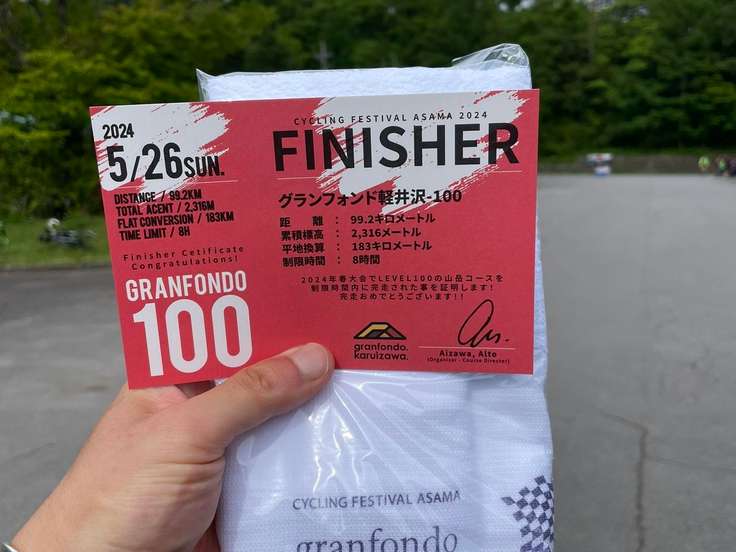 2024
5/26SUN.
DISTANCE / 99.2KM
TOTAL ACENT / 2,316M
FLAT CONVERSION / 183KM
TIME LIMIT / 8H
Finisher Cetificate
Congratulations!
GRANFONDO
100
CYCLING FESTIVAL ASAMA 2024
FINISHER
グランフォンド軽井沢-100
距 離 : 99.2キロメートル
累積標高 : 2,316メートル
平地換算 : 183キロメートル
制限時間 : 8時間
2024年春大会でLEVEL100の山岳コースを
制限時間内に完走された事を証明します!
完走おめでとうございます!!
granfondo.
karuizawa.
Aizawa, Alto
(Organizer - Course Director)
CYCLING FESTIVAL ASAMA
granfondo